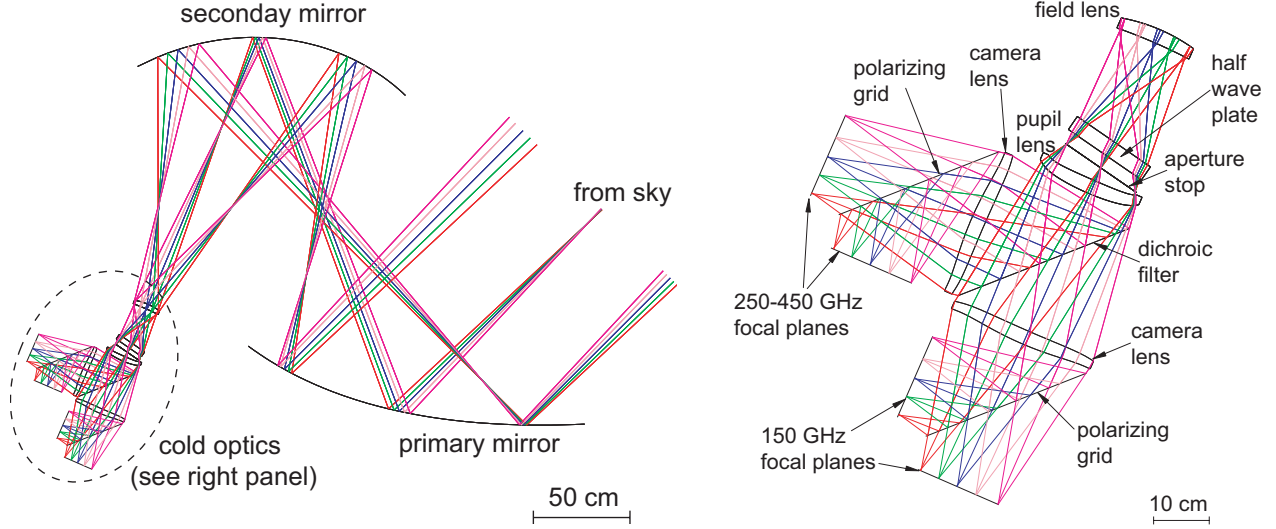 seconday mirror
from sky
primary mirror
cold optics
(see right panel)
50 cm
field lens
camera
lens
polarizing
grid
half
wave
plate
pupil
lens
aperture
stop
dichroic
filter
250-450 GHz
focal planes
camera
lens
150 GHz
focal planes
polarizing
grid
10 cm